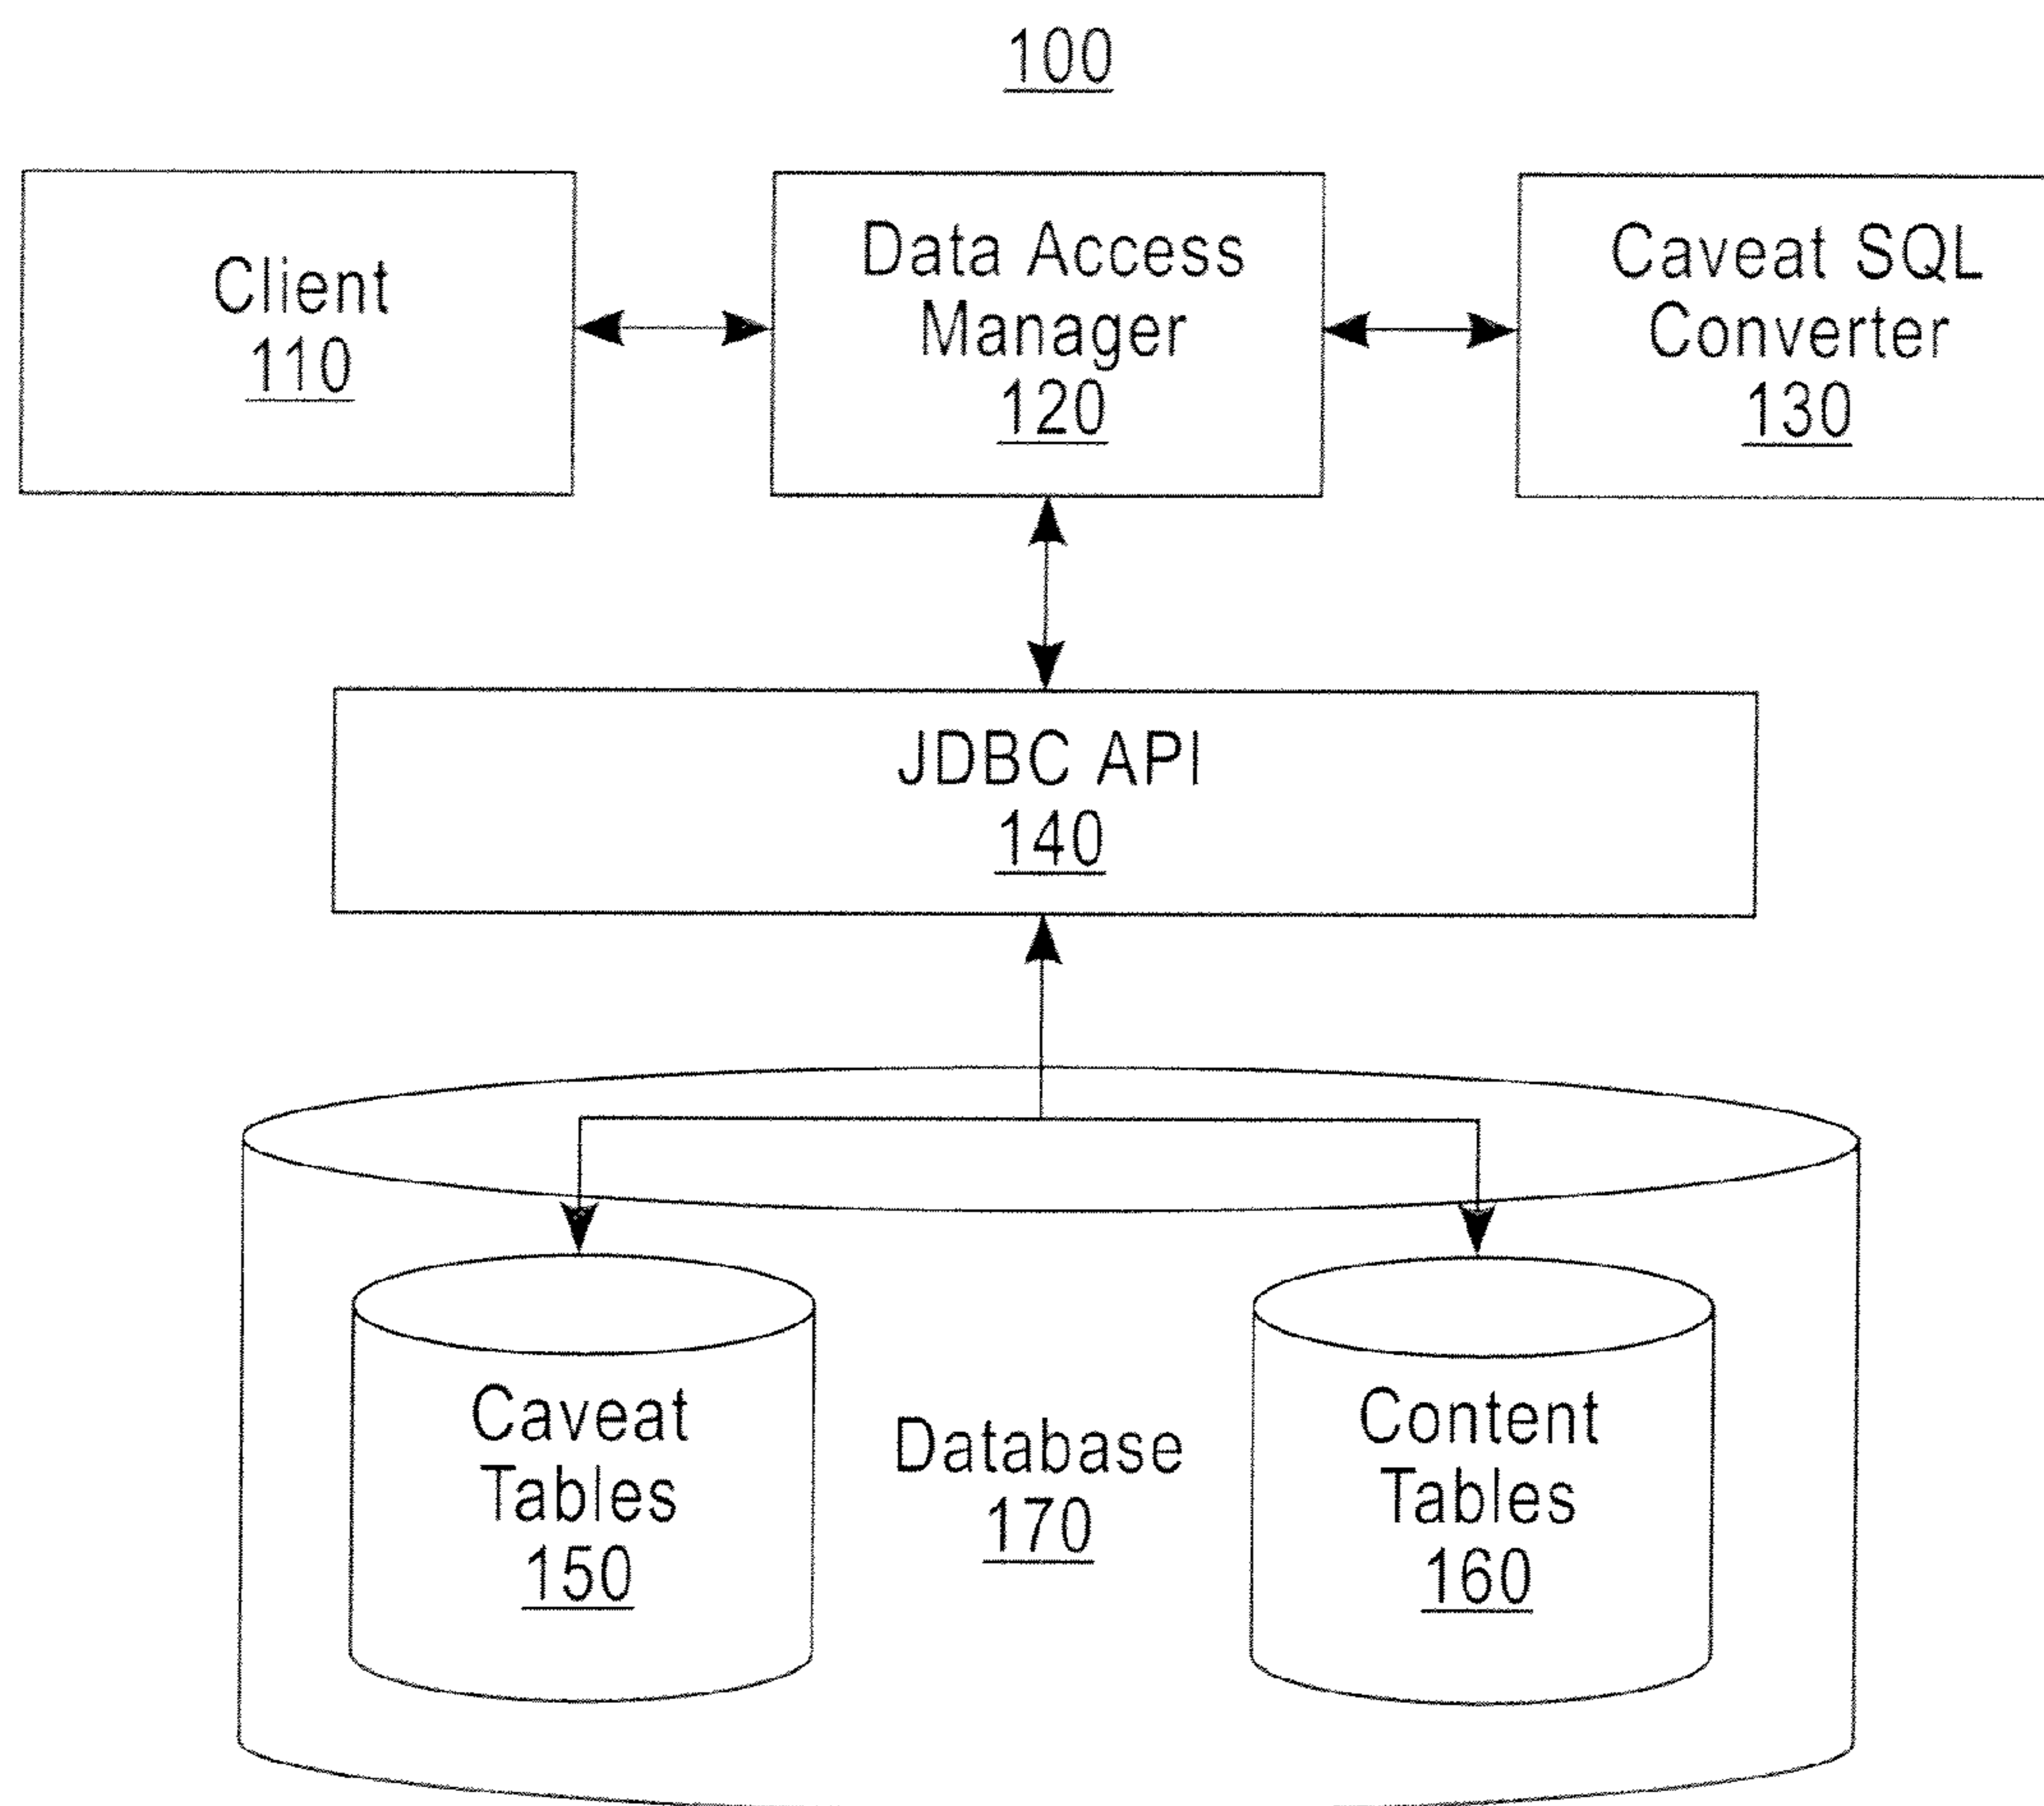 100
Client
110
Data Access
Manager
120
Caveat SQL
Converter
130
JDBC API
140
Caveat
Tables
150
Database
170
Content
Tables
160